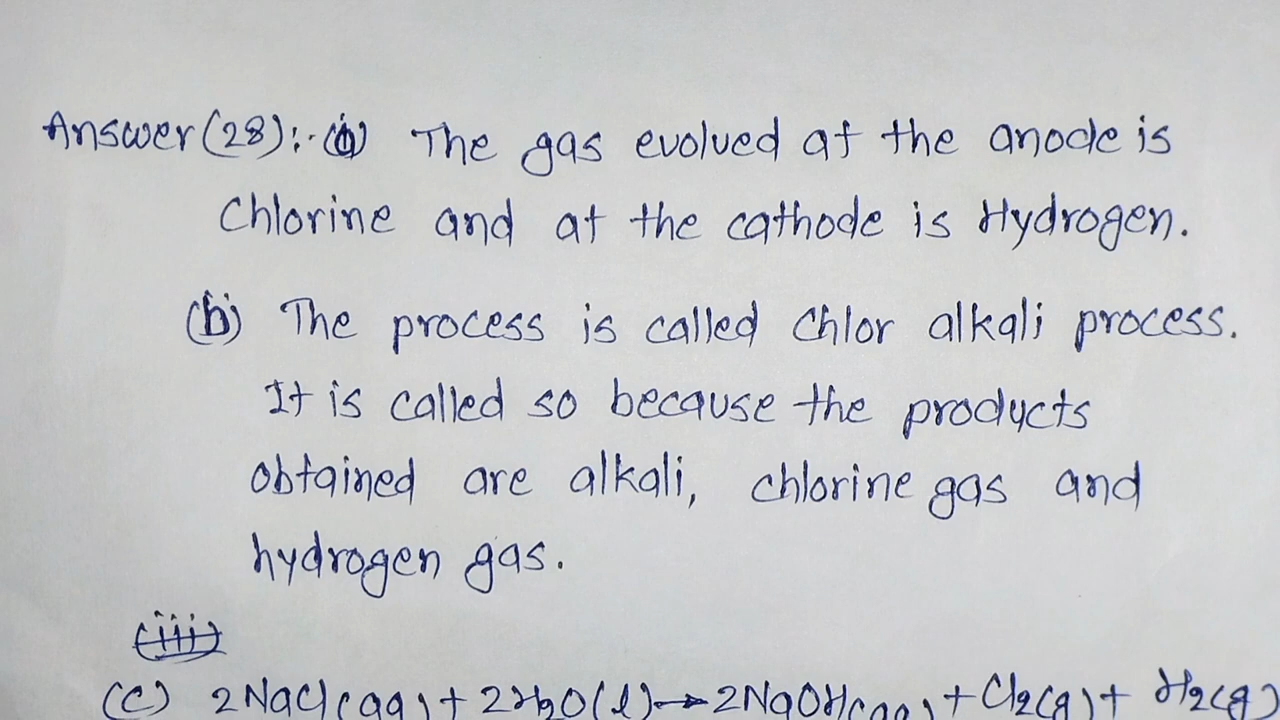 Answer(28):- (a) The gas evolved at the anode is
Chlorine and at the cathode is Hydrogen.
(b) The process is called Chlor alkali process.
It is called so because the products
obtained are alkali, chlorine gas and
hydrogen gas.
(iii)
(c) 2NaCl(aq) + 2H₂O(l) → 2NaOH(aq) + Cl₂(g) + H₂(g)